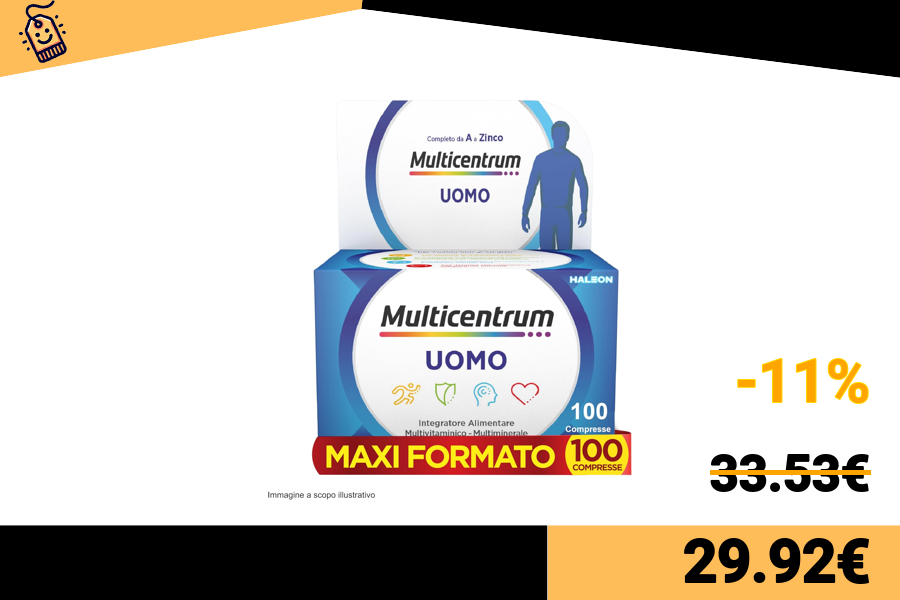 Completo da A a Zinco
Multicentrum
UOMO
HALEON
Multicentrum
UOMO
100
Compresse
Integratore Alimentare
Multivitaminico - Multiminerale
MAXI FORMATO
100
COMPRESSE
Immagine a scopo illustrativo
-11%
33.53€
29.92€